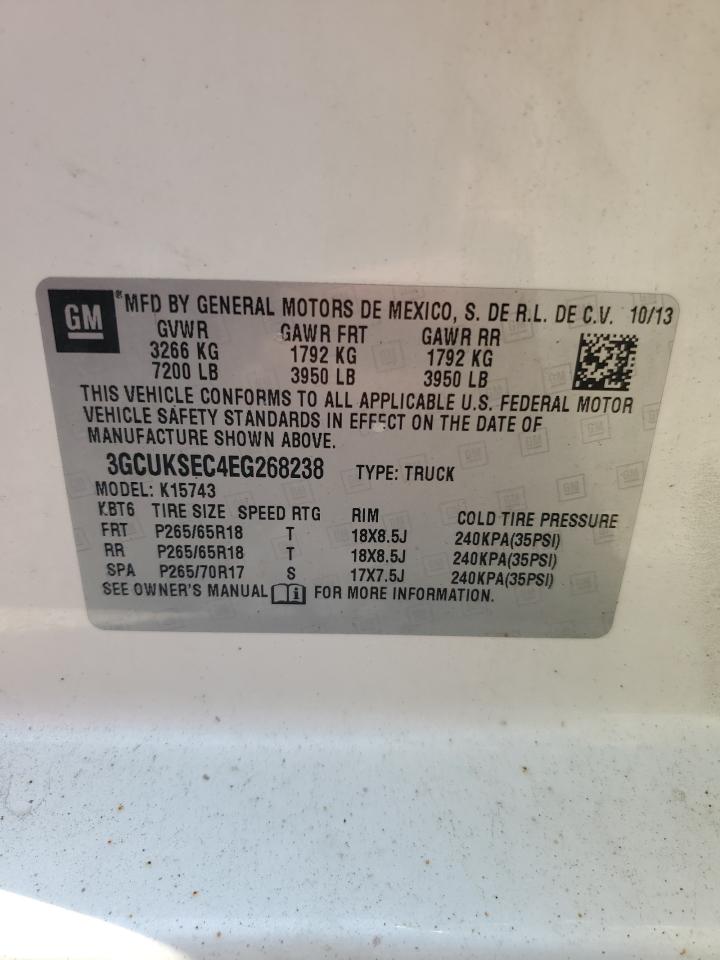 GM ® MFD BY GENERAL MOTORS DE MEXICO, S. DE R.L. DE C.V. 10/13
GVWR GAWR FRT GAWR RR
3266 KG 1792 KG 1792 KG
7200 LB 3950 LB 3950 LB
THIS VEHICLE CONFORMS TO ALL APPLICABLE U.S. FEDERAL MOTOR
VEHICLE SAFETY STANDARDS IN EFFECT ON THE DATE OF
MANUFACTURE SHOWN ABOVE.
3GCUKSEC4EG268238 TYPE: TRUCK
MODEL: K15743
KBT6 TIRE SIZE SPEED RTG RIM COLD TIRE PRESSURE
FRT P265/65R18 T 18X8.5J 240KPA(35PSI)
RR P265/65R18 T 18X8.5J 240KPA(35PSI)
SPA P265/70R17 S 17X7.5J 240KPA(35PSI)
SEE OWNER'S MANUAL i FOR MORE INFORMATION.